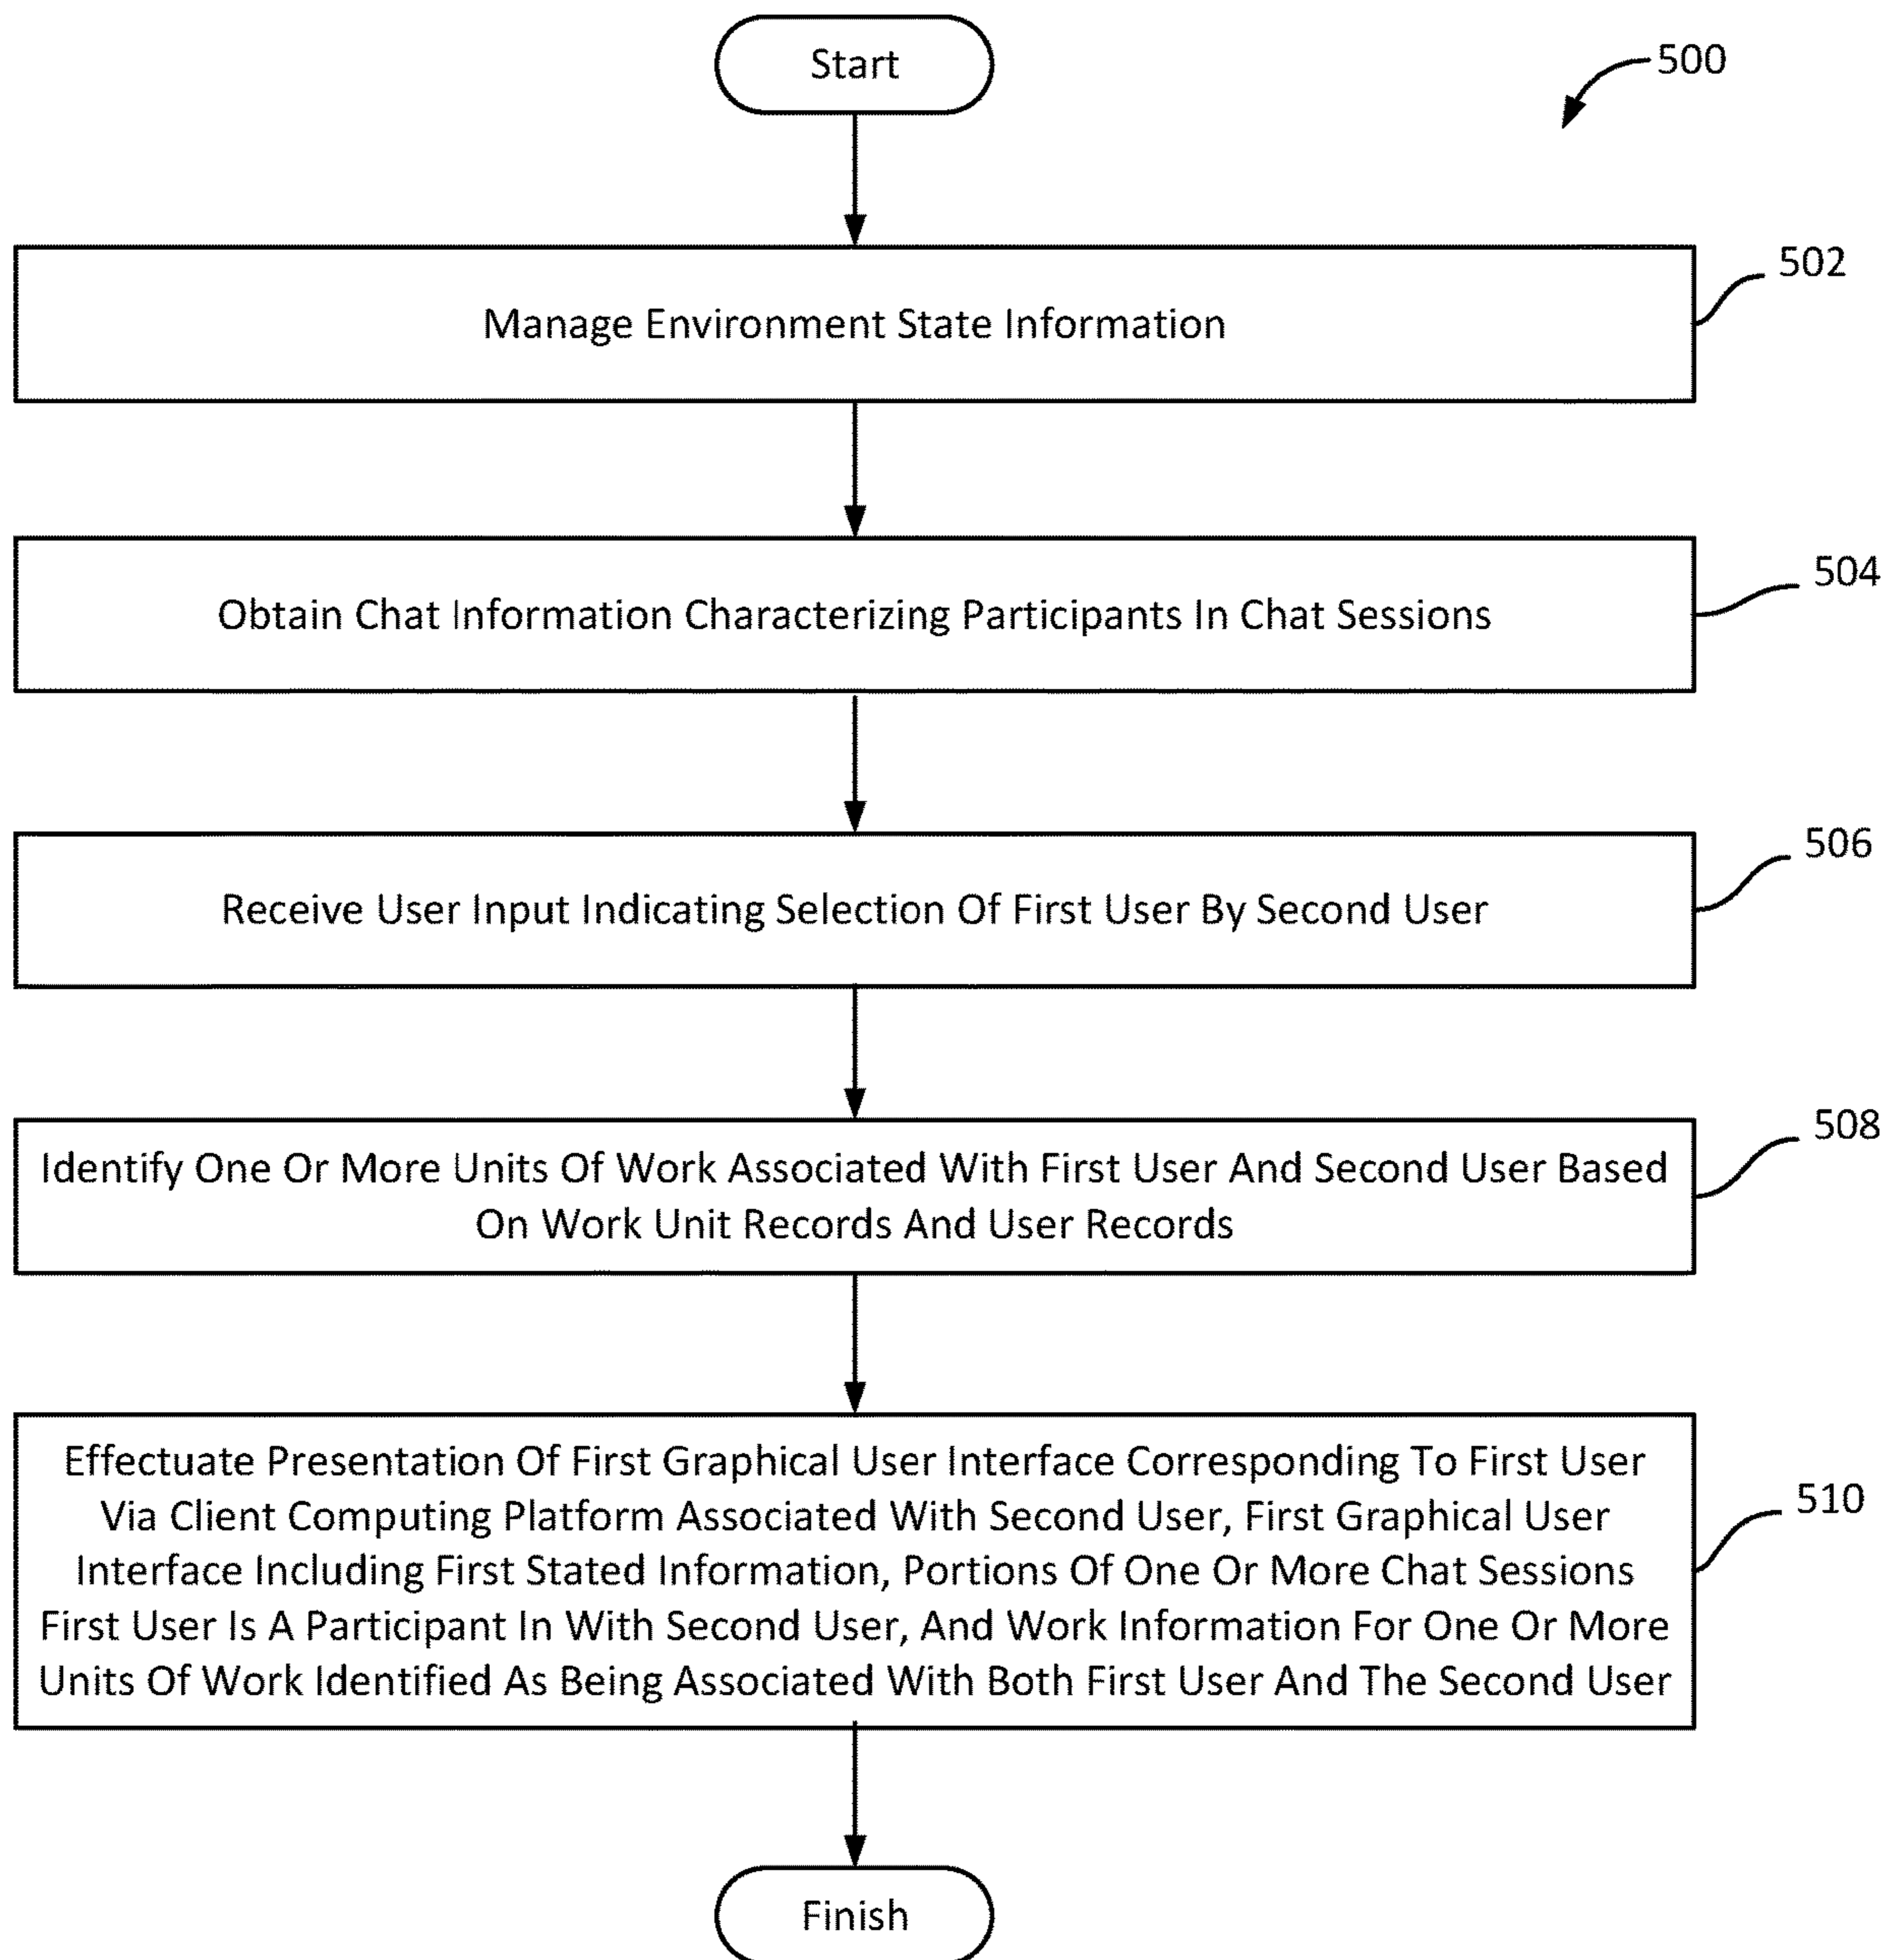 Start
500
502
Manage Environment State Information
504
Obtain Chat Information Characterizing Participants In Chat Sessions
506
Receive User Input Indicating Selection Of First User By Second User
508
Identify One Or More Units Of Work Associated With First User And Second User Based
On Work Unit Records And User Records
510
Effectuate Presentation Of First Graphical User Interface Corresponding To First User
Via Client Computing Platform Associated With Second User, First Graphical User
Interface Including First Stated Information, Portions Of One Or More Chat Sessions
First User Is A Participant In With Second User, And Work Information For One Or More
Units Of Work Identified As Being Associated With Both First User And The Second User
Finish